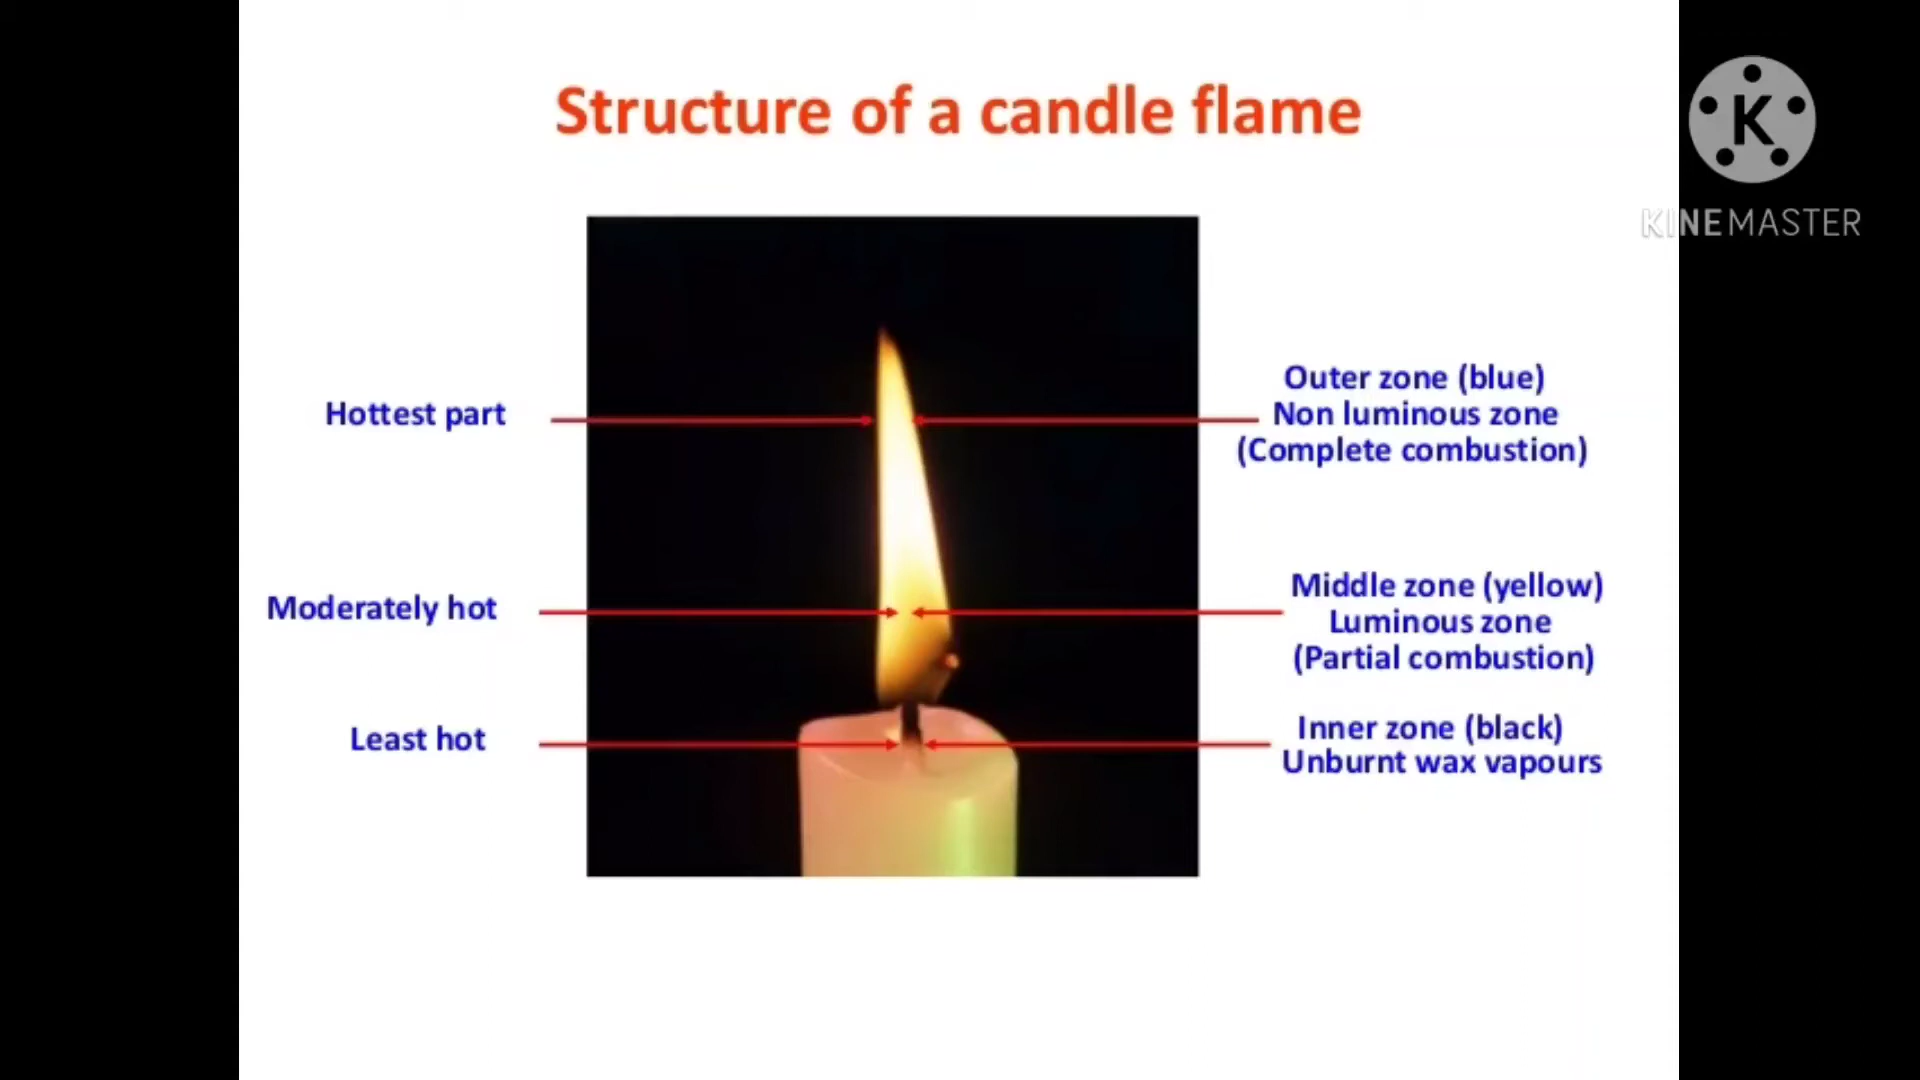 Structure of a candle flame
K
KINEMASTER
Hottest part
Outer zone (blue)
Non luminous zone
(Complete combustion)
Moderately hot
Middle zone (yellow)
Luminous zone
(Partial combustion)
Least hot
Inner zone (black)
Unburnt wax vapours